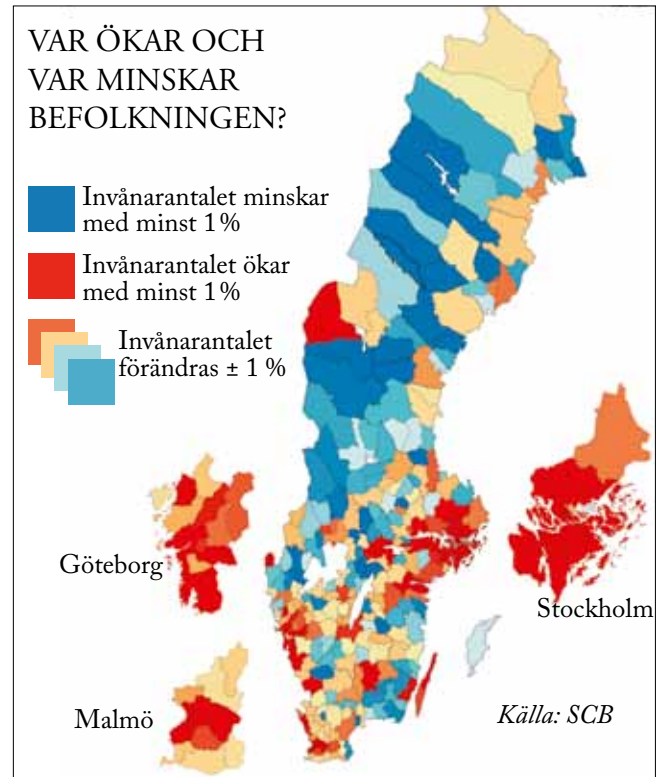 VAR ÖKAR OCH
VAR MINSKAR
BEFOLKNINGEN?
Invånarantalet minskar
med minst 1 %
Invånarantalet ökar
med minst 1 %
Invånarantalet
förändras ± 1 %
Göteborg
Stockholm
Malmö
Källa: SCB